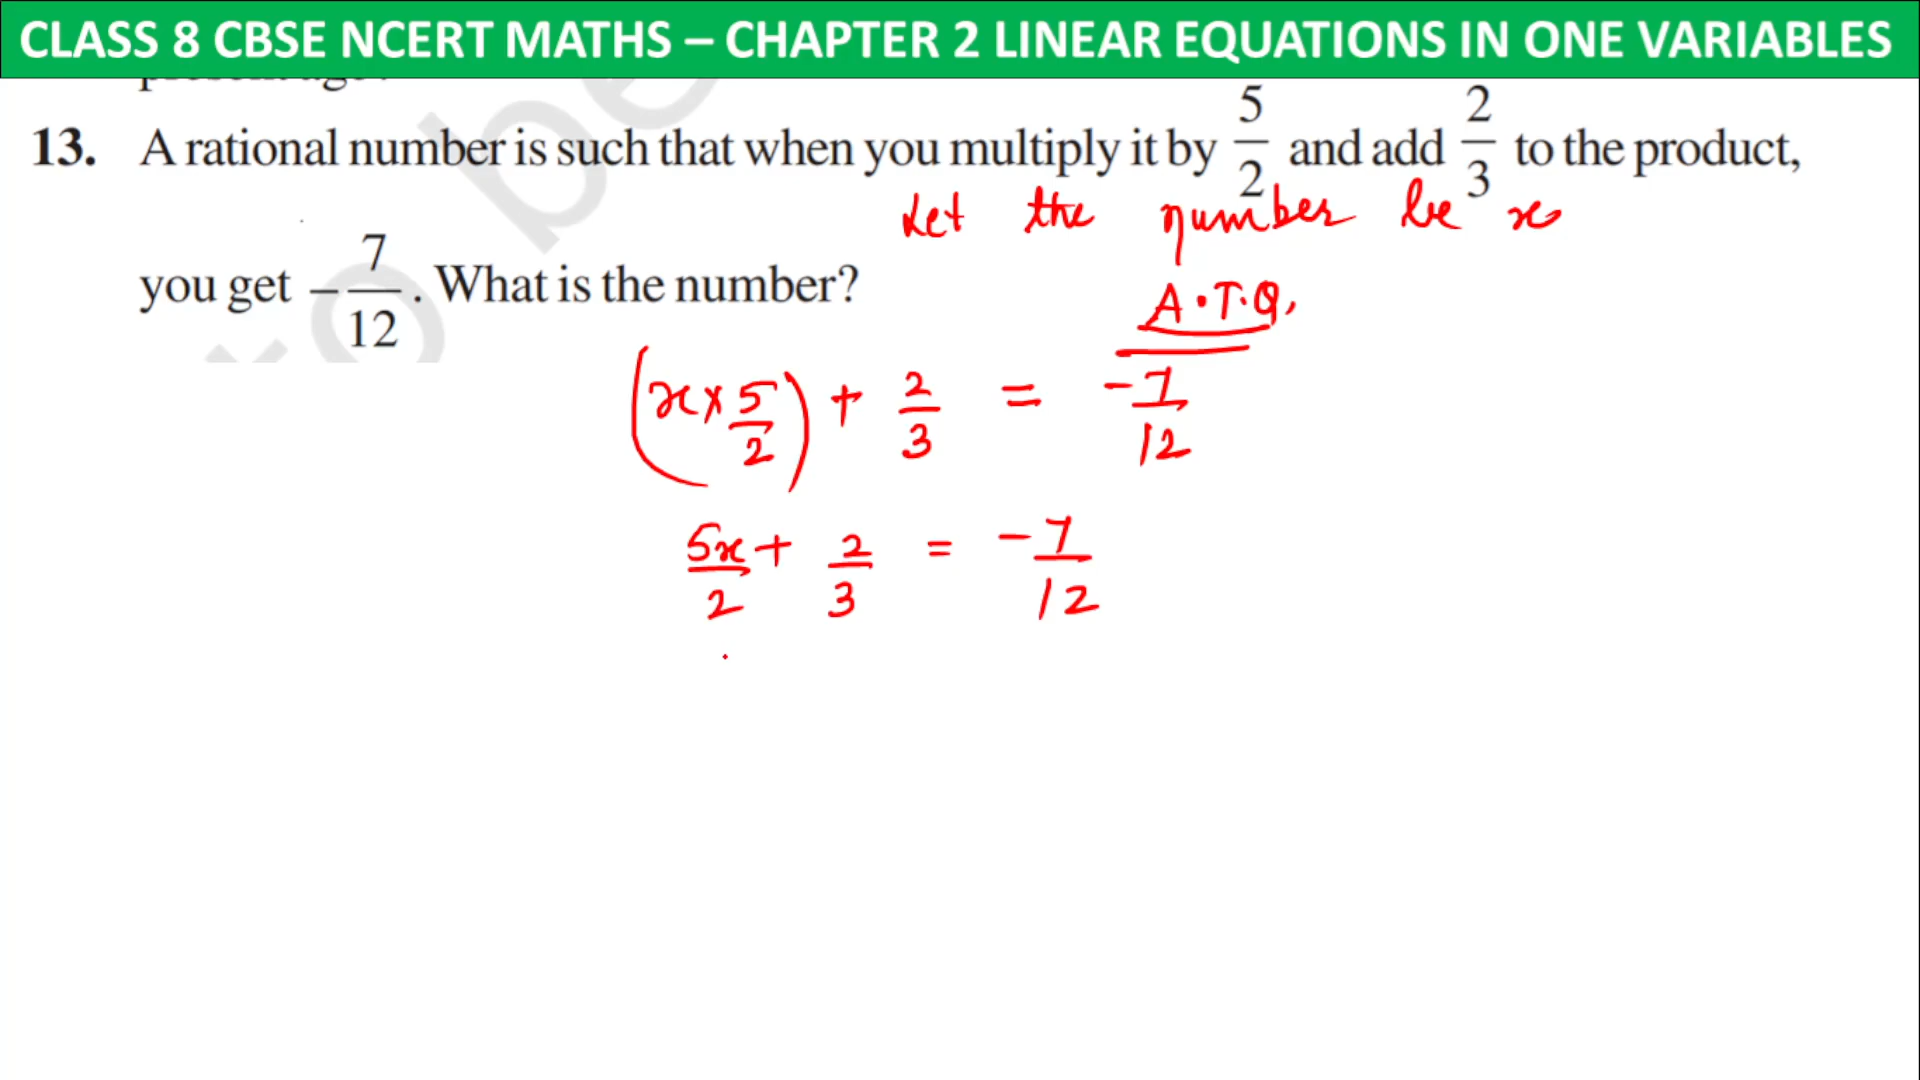 CLASS 8 CBSE NCERT MATHS – CHAPTER 2 LINEAR EQUATIONS IN ONE VARIABLES
13. A rational number is such that when you multiply it by 5/2 and add 2/3 to the product,
Let the number be x
you get -7/12. What is the number?
A.T.Q,
(x × 5/2) + 2/3 = -7/12
5x/2 + 2/3 = -7/12